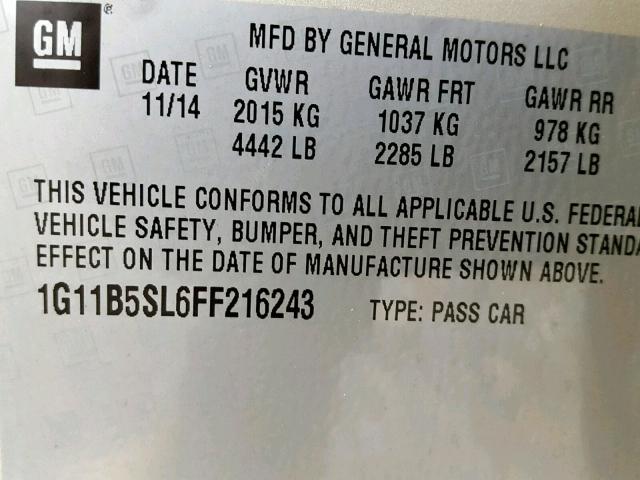 GM
MFD BY GENERAL MOTORS LLC
DATE GVWR GAWR FRT GAWR RR
11/14 2015 KG 1037 KG 978 KG
4442 LB 2285 LB 2157 LB
THIS VEHICLE CONFORMS TO ALL APPLICABLE U.S. FEDERAL
VEHICLE SAFETY, BUMPER, AND THEFT PREVENTION STANDA
EFFECT ON THE DATE OF MANUFACTURE SHOWN ABOVE.
1G11B5SL6FF216243 TYPE: PASS CAR